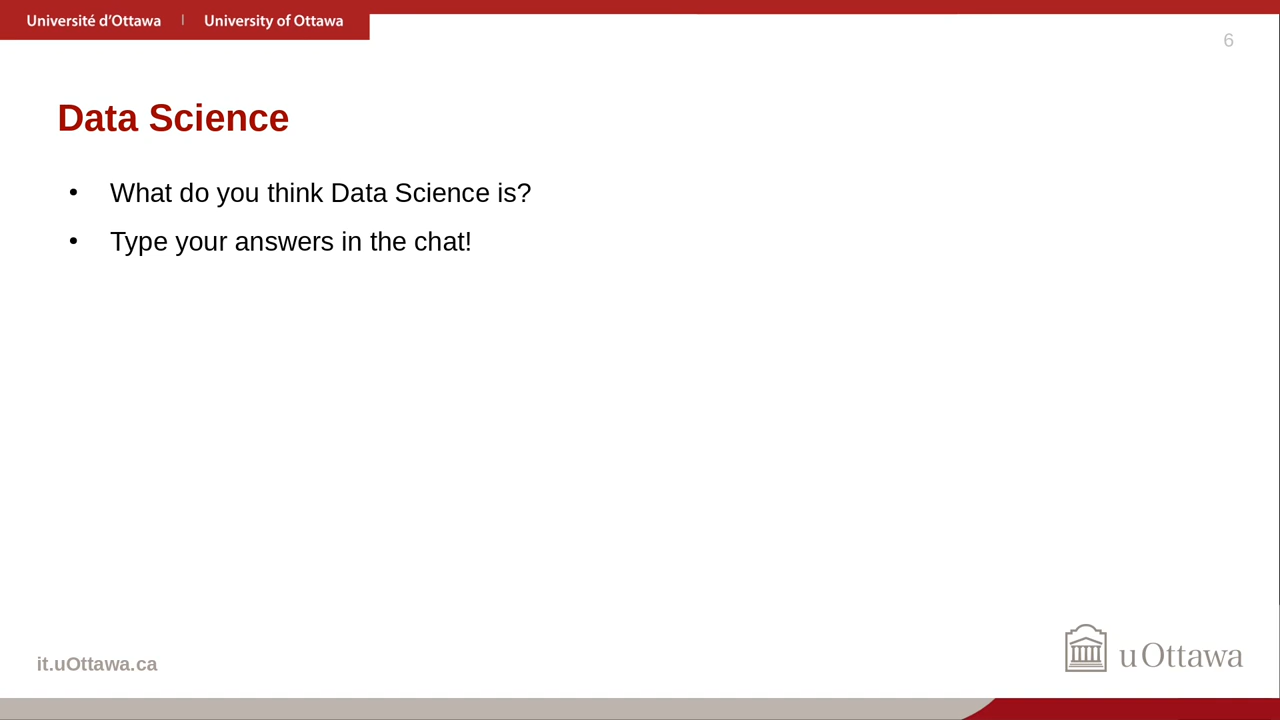 Université d'Ottawa | University of Ottawa
6
Data Science
• What do you think Data Science is?
• Type your answers in the chat!
it.uOttawa.ca
uOttawa